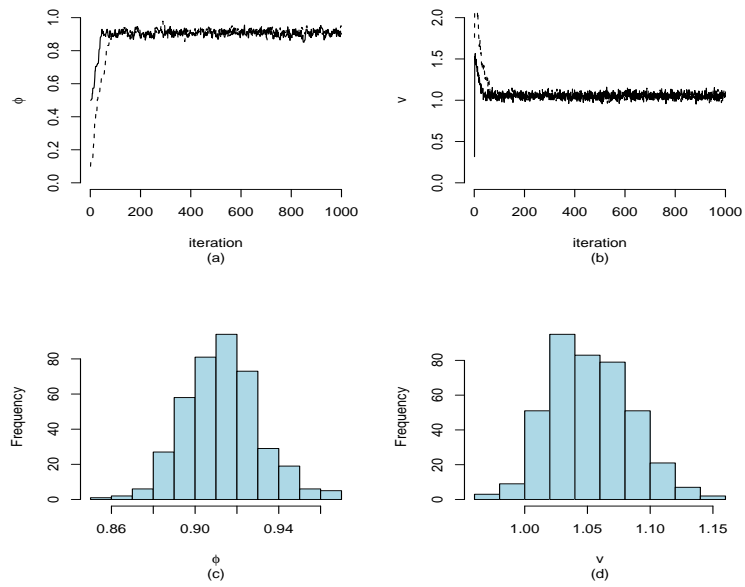 0.0 0.2 0.4 0.6 0.8 1.0
ϕ
0 200 400 600 800 1000
iteration
(a)
0.0 0.5 1.0 1.5 2.0
v
0 200 400 600 800 1000
iteration
(b)
0 20 40 60 80
Frequency
0.86 0.90 0.94
ϕ
(c)
0 20 40 60 80
Frequency
1.00 1.05 1.10 1.15
v
(d)